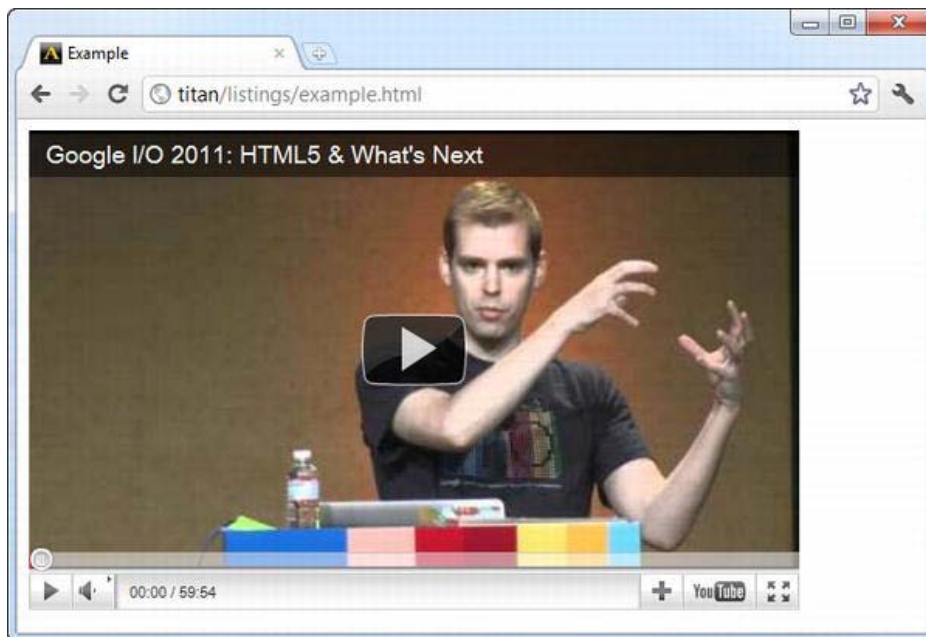 Example
titan/listings/example.html
Google I/O 2011: HTML5 & What's Next
00:00 / 59:54
YouTube